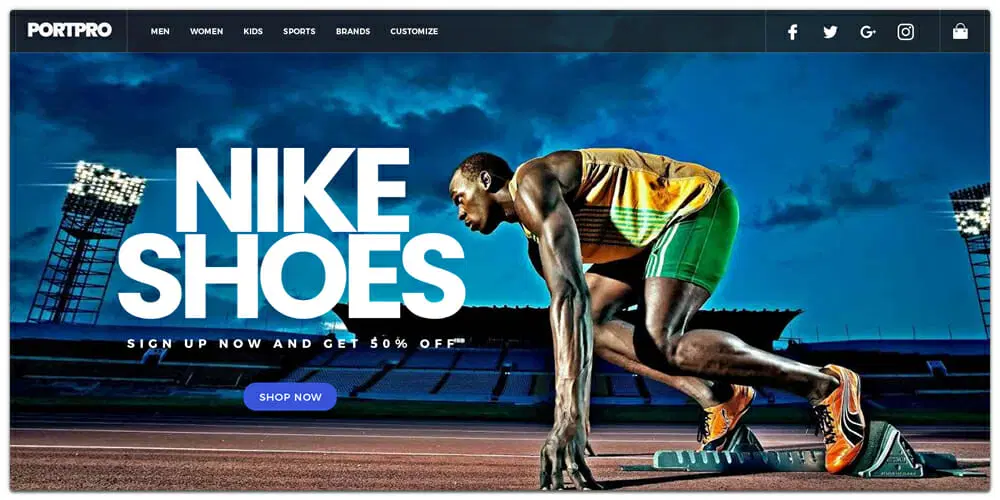 PORTPRO
MEN WOMEN KIDS SPORTS BRANDS CUSTOMIZE
NIKE
SHOES
SIGN UP NOW AND GET 50% OFF
SHOP NOW